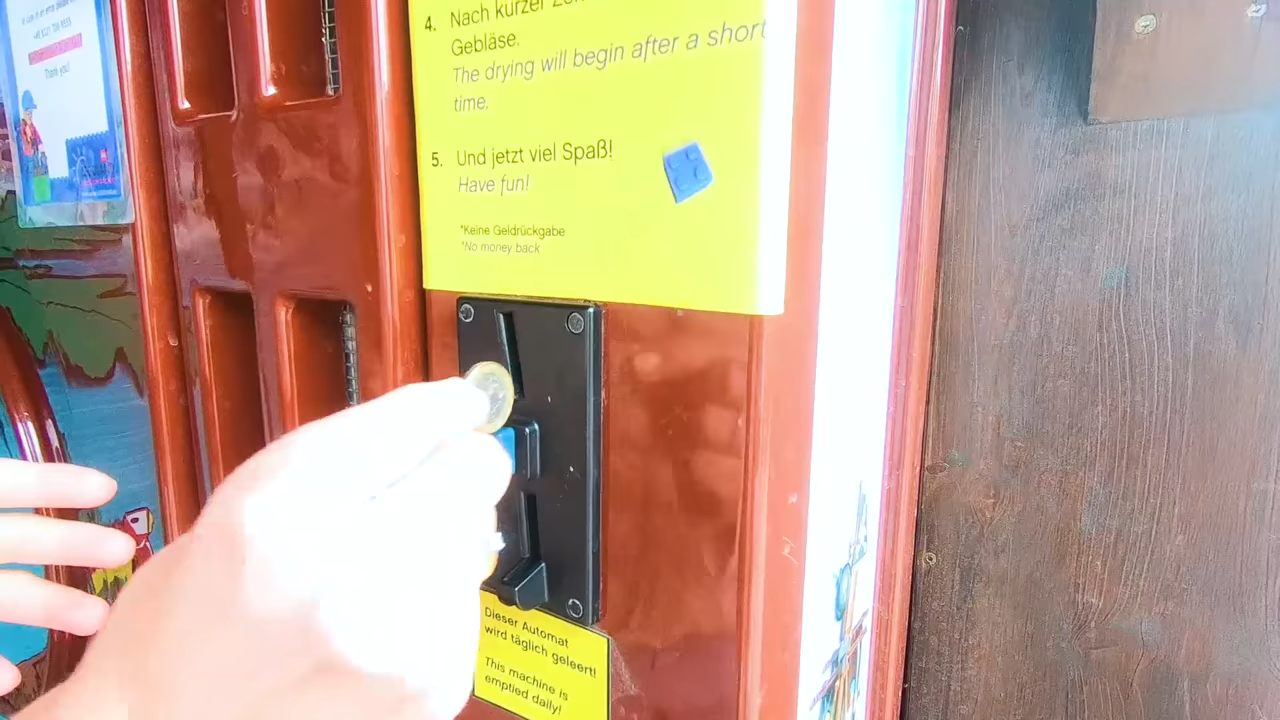 Thank you!
4. Nach kurzer
Gebläse.
The drying will begin after a short
time.
5. Und jetzt viel Spaß!
Have fun!
*Keine Geldrückgabe
*No money back
Dieser Automat
wird täglich geleert!
This machine is
emptied daily!